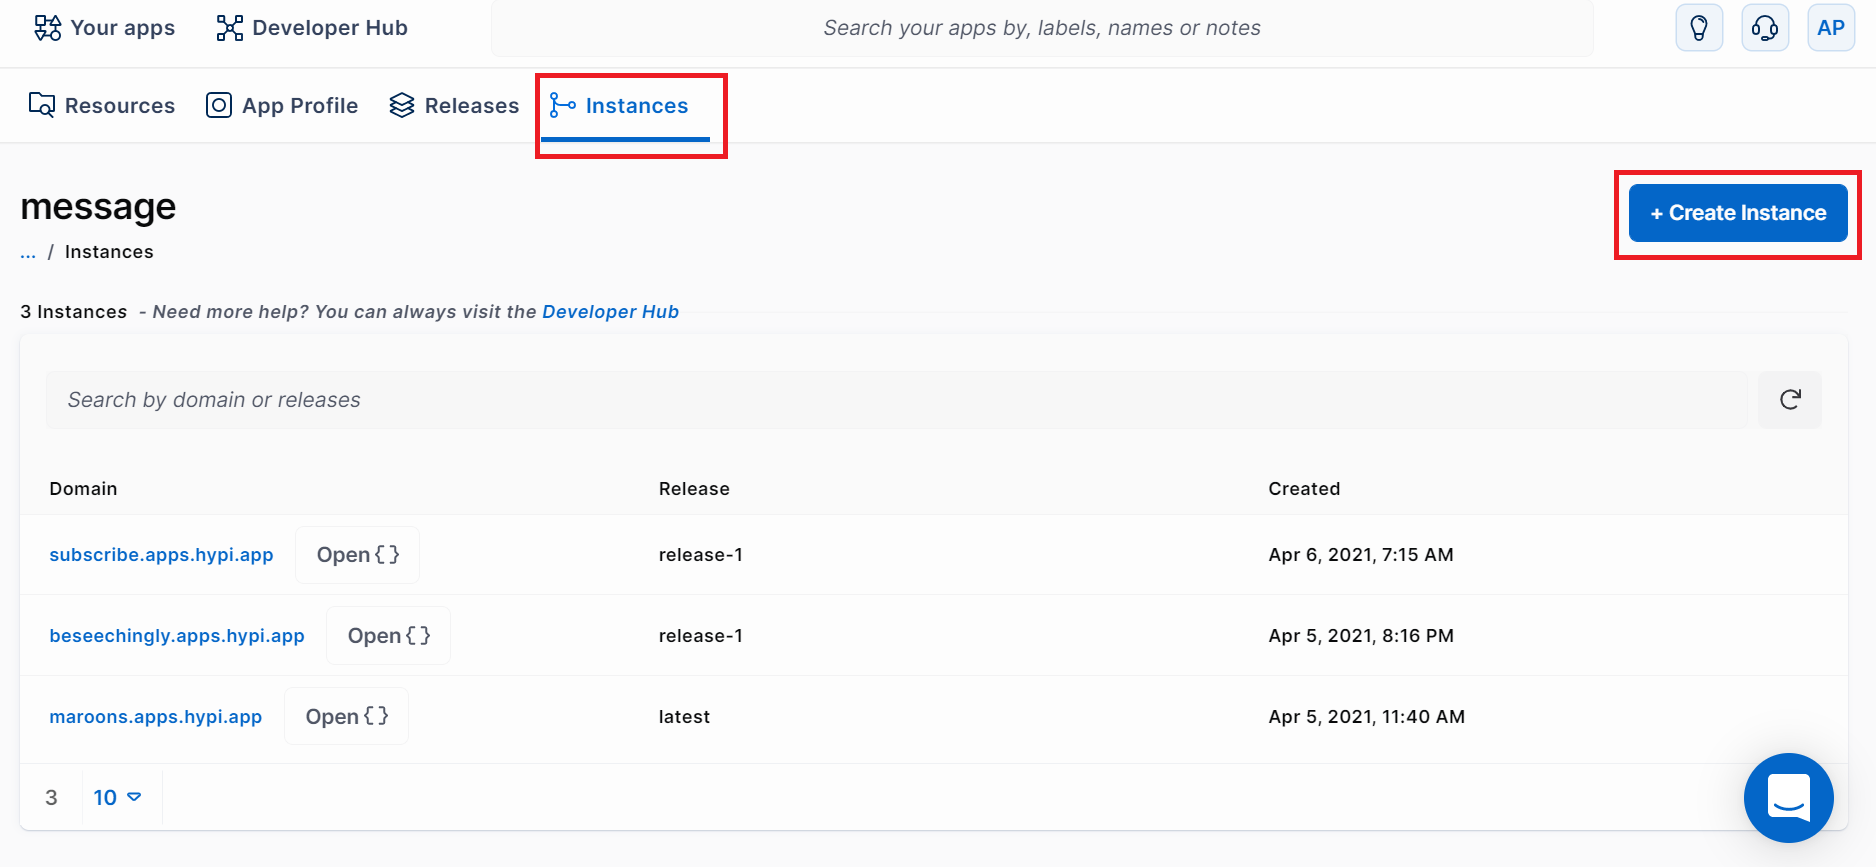 Your apps Developer Hub Search your apps by, labels, names or notes AP
Resources App Profile Releases Instances
message
+ Create Instance
... / Instances
3 Instances - Need more help? You can always visit the Developer Hub
Search by domain or releases
Domain Release Created
subscribe.apps.hypi.app Open {} release-1 Apr 6, 2021, 7:15 AM
beseechingly.apps.hypi.app Open {} release-1 Apr 5, 2021, 8:16 PM
maroons.apps.hypi.app Open {} latest Apr 5, 2021, 11:40 AM
3 10